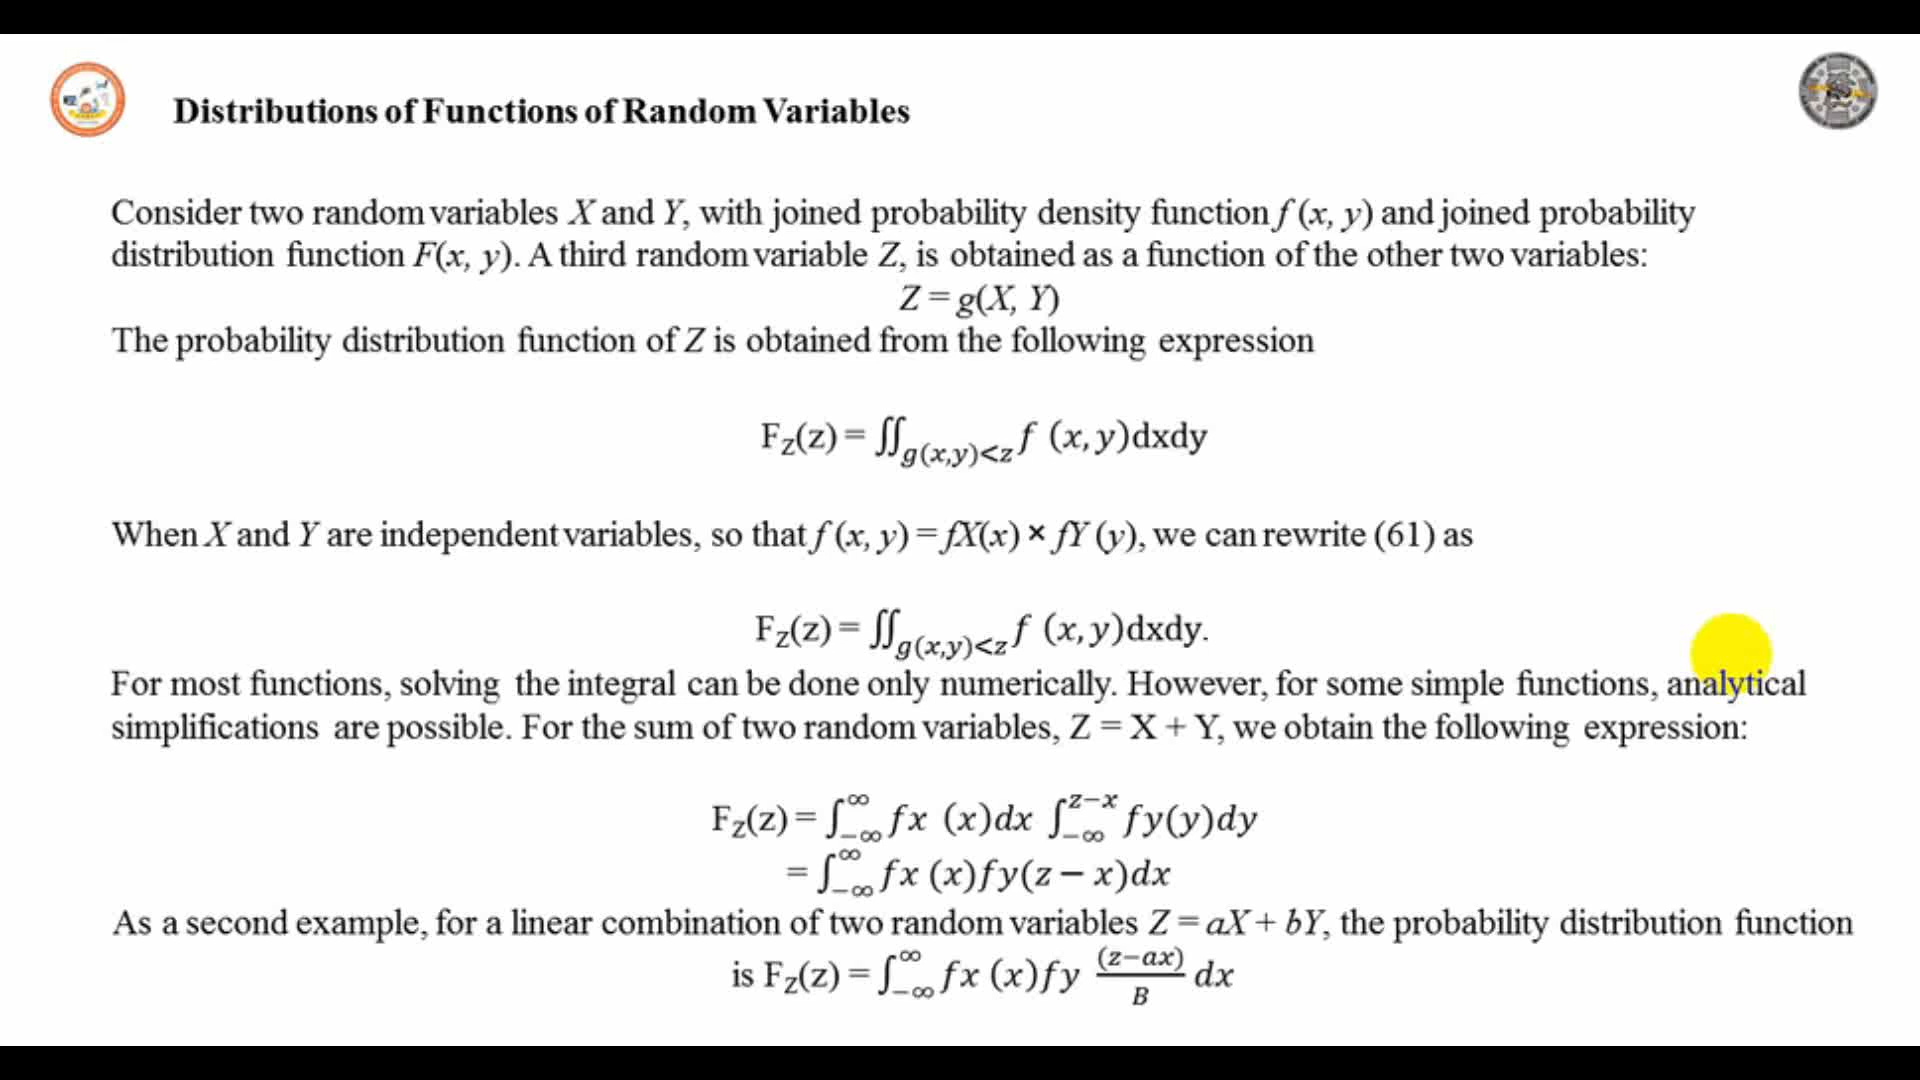 Distributions of Functions of Random Variables
Consider two random variables X and Y, with joined probability density function f (x, y) and joined probability
distribution function F(x, y). A third random variable Z, is obtained as a function of the other two variables:
Z = g(X, Y)
The probability distribution function of Z is obtained from the following expression
F_Z(z) = ∬_{g(x,y)<z} f (x, y)dxdy
When X and Y are independent variables, so that f (x, y) = fX(x) × fY (y), we can rewrite (61) as
F_Z(z) = ∬_{g(x,y)<z} f (x, y)dxdy.
For most functions, solving the integral can be done only numerically. However, for some simple functions, analytical
simplifications are possible. For the sum of two random variables, Z = X + Y, we obtain the following expression:
F_Z(z) = ∫_{−∞}^{∞} fx (x)dx ∫_{−∞}^{z−x} fy(y)dy
= ∫_{−∞}^{∞} fx (x)fy(z − x)dx
As a second example, for a linear combination of two random variables Z = aX + bY, the probability distribution function
is F_Z(z) = ∫_{−∞}^{∞} fx (x)fy (z−ax)/B dx